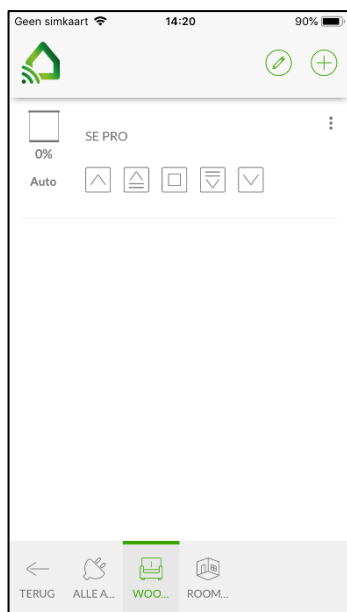 Geen simkaart 14:20 90%
SE PRO
0%
Auto
TERUG ALLE A... WOO... ROOM...